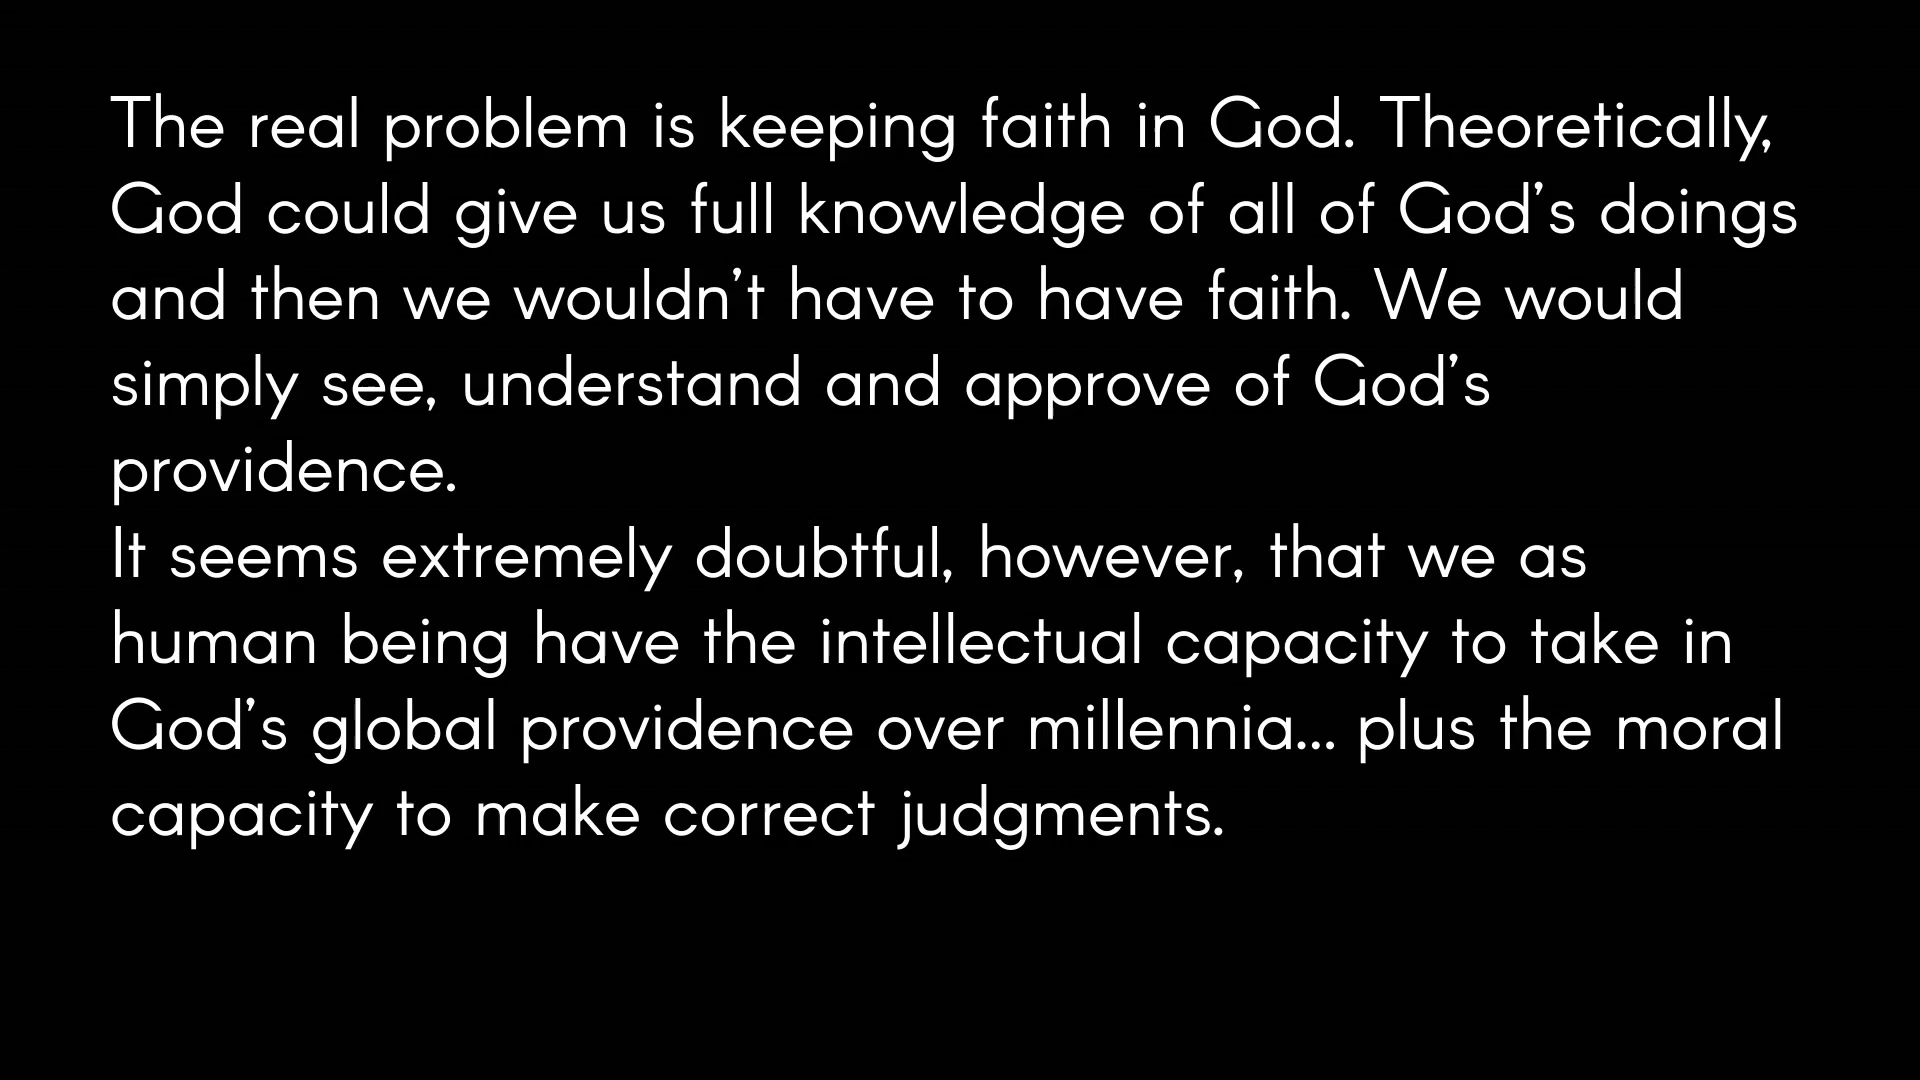 The real problem is keeping faith in God. Theoretically,
God could give us full knowledge of all of God’s doings
and then we wouldn’t have to have faith. We would
simply see, understand and approve of God’s
providence.
It seems extremely doubtful, however, that we as
human being have the intellectual capacity to take in
God’s global providence over millennia... plus the moral
capacity to make correct judgments.